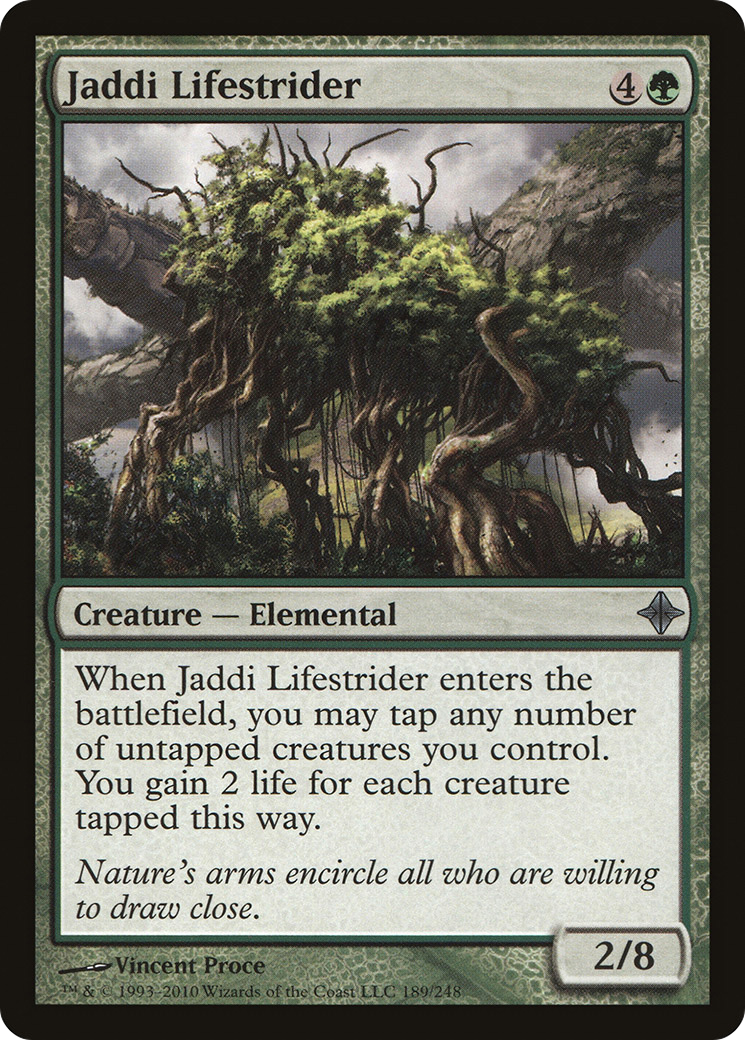 Jaddi Lifestrider 4
Creature — Elemental
When Jaddi Lifestrider enters the
battlefield, you may tap any number
of untapped creatures you control.
You gain 2 life for each creature
tapped this way.
Nature's arms encircle all who are willing
to draw close.
2/8
Vincent Proce
™ & © 1993–2010 Wizards of the Coast LLC 189/248